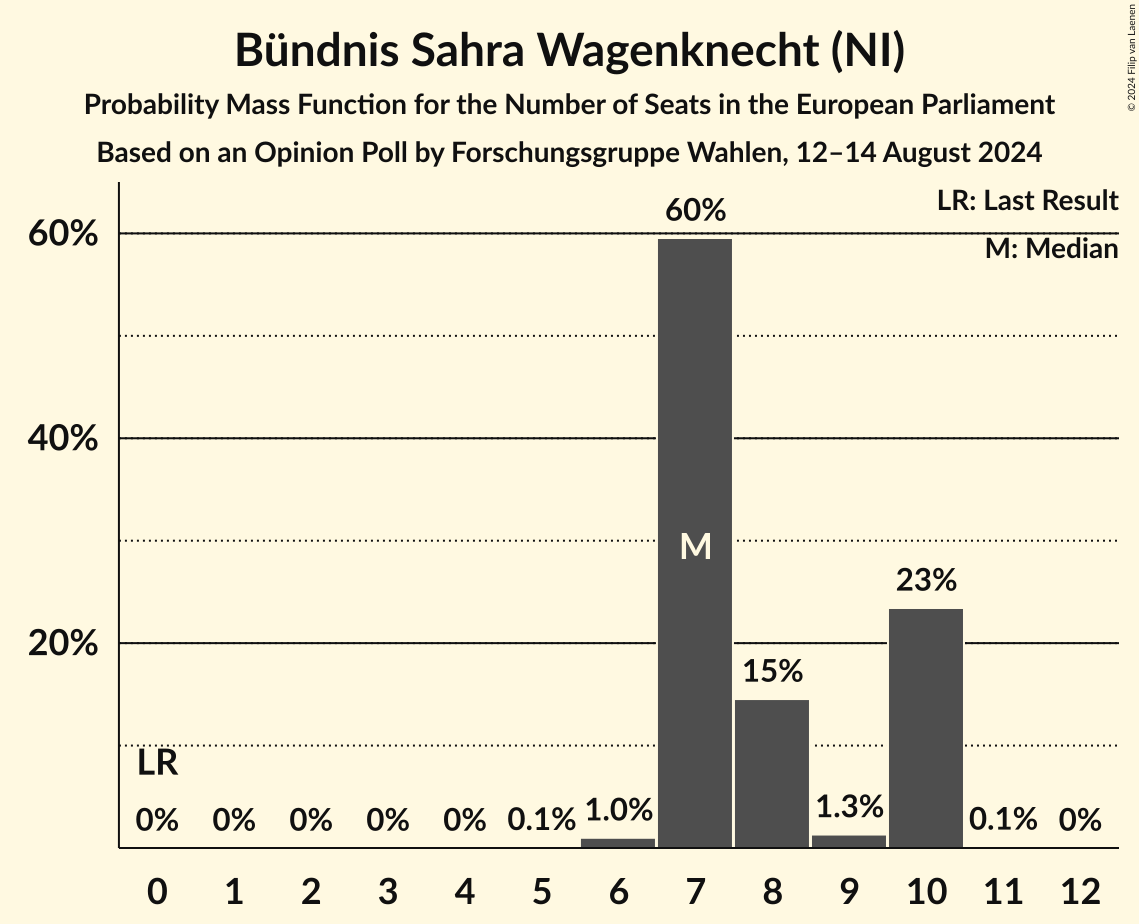 Bündnis Sahra Wagenknecht (NI)
Probability Mass Function for the Number of Seats in the European Parliament
Based on an Opinion Poll by Forschungsgruppe Wahlen, 12–14 August 2024
© 2024 Filip van Laenen
LR: Last Result
M: Median
60%
40%
20%
60%
M
23%
15%
LR
0% 0% 0% 0% 0% 0.1% 1.0% 1.3% 0.1% 0%
0 1 2 3 4 5 6 7 8 9 10 11 12